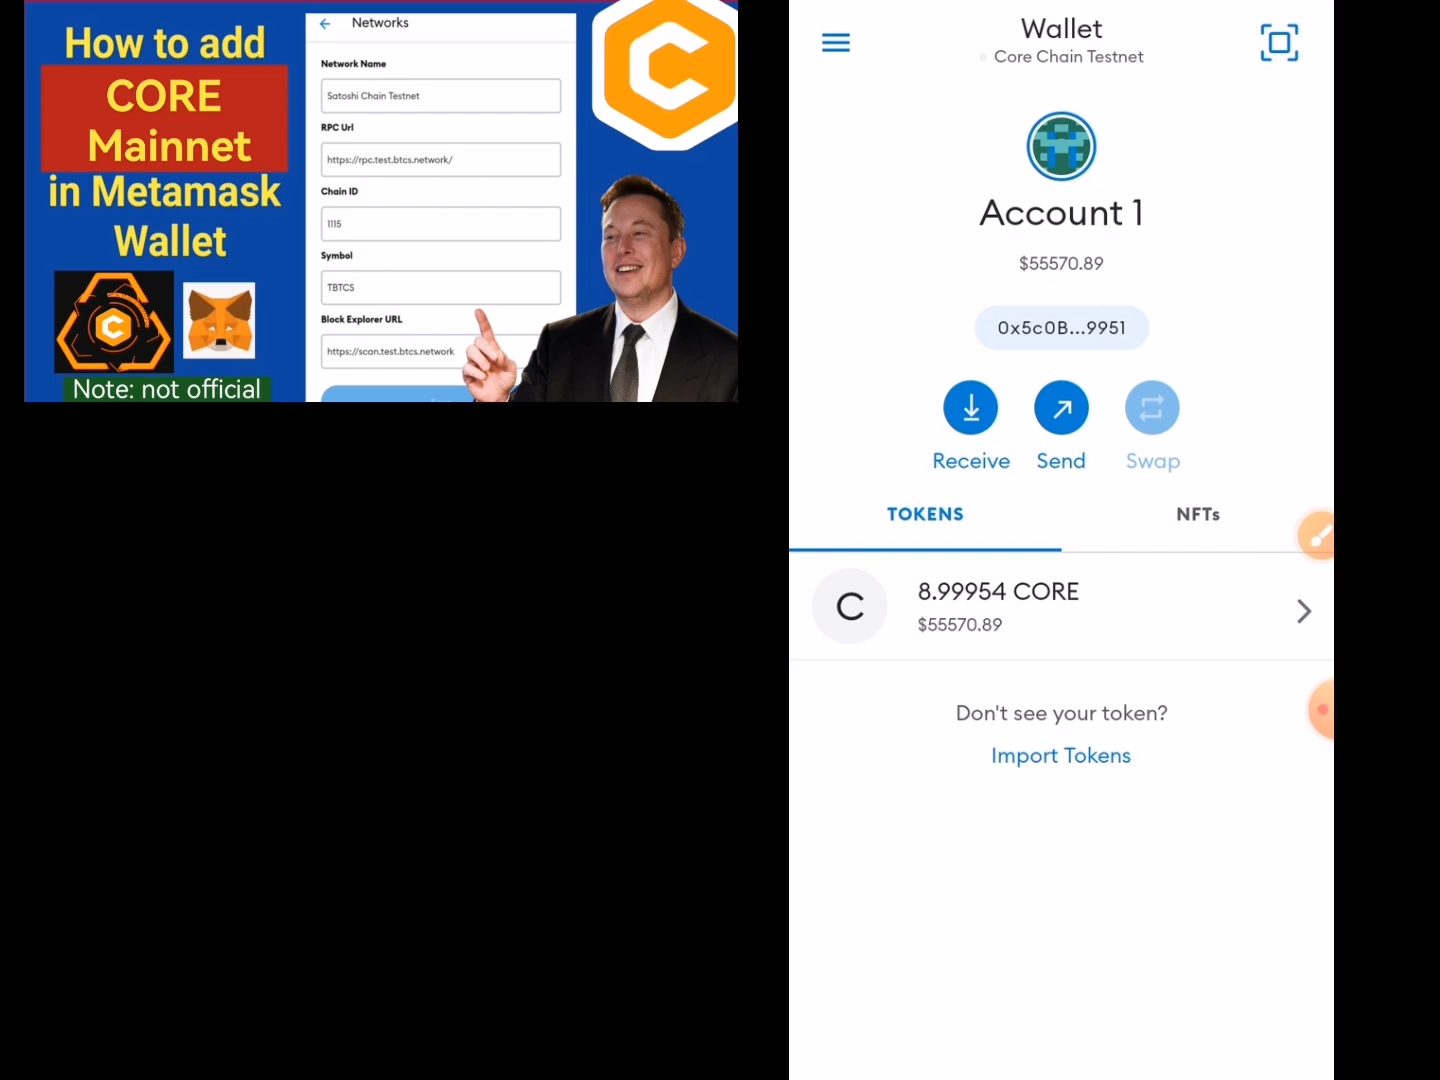 How to add
CORE
Mainnet
in Metamask
Wallet
Note: not official
Networks
Network Name
Satoshi Chain Testnet
RPC Url
https://rpc.test.btcs.network/
Chain ID
1115
Symbol
TBTCS
Block Explorer URL
https://scan.test.btcs.network
Wallet
Core Chain Testnet
Account 1
$55570.89
0x5c0B...9951
Receive Send Swap
TOKENS NFTs
C
8.99954 CORE
$55570.89
Don't see your token?
Import Tokens